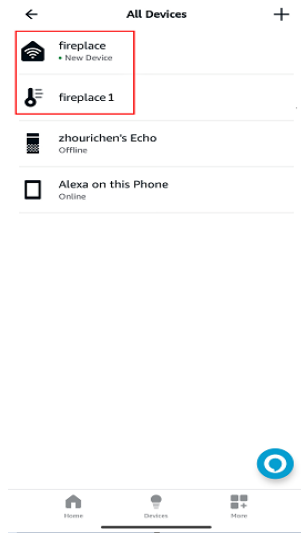 All Devices
fireplace
New Device
fireplace 1
zhourichen's Echo
Offline
Alexa on this Phone
Online
Home
Devices
More